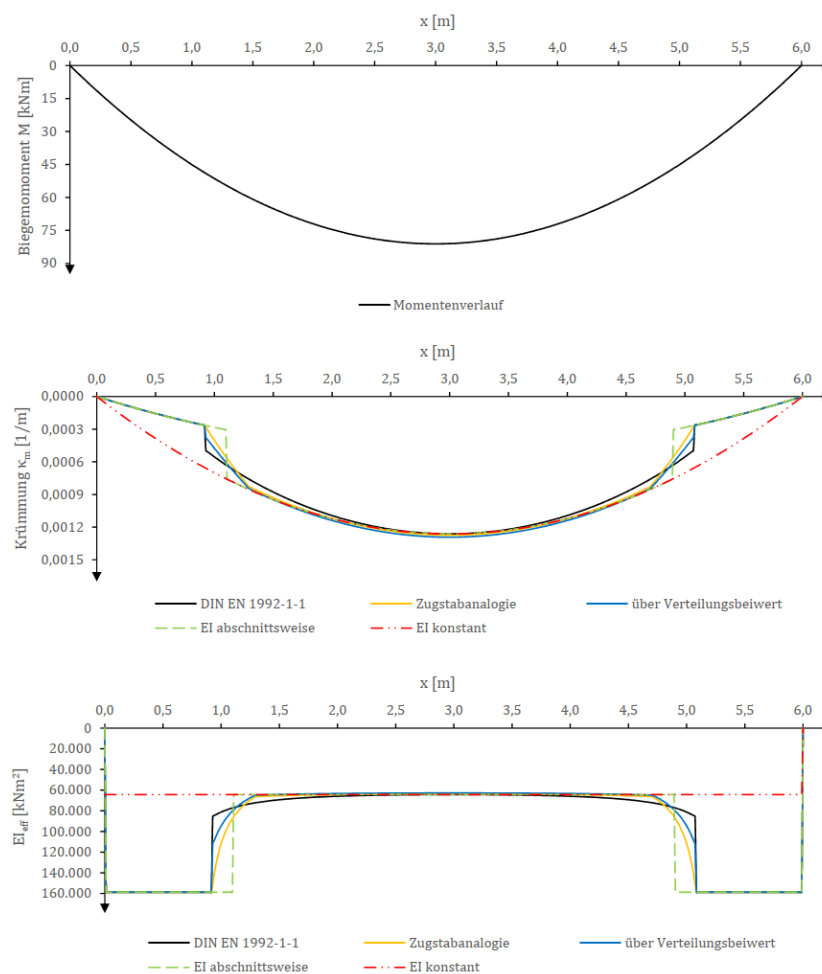 x [m]
0,0 0,5 1,0 1,5 2,0 2,5 3,0 3,5 4,0 4,5 5,0 5,5 6,0
0
15
30
45
60
75
90
Biegemomoment M [kNm]
Momentenverlauf
x [m]
0,0 0,5 1,0 1,5 2,0 2,5 3,0 3,5 4,0 4,5 5,0 5,5 6,0
0,0000
0,0003
0,0006
0,0009
0,0012
0,0015
Krümmung κm [1/m]
DIN EN 1992-1-1 Zugstabanalogie über Verteilungsbeiwert
EI abschnittsweise EI konstant
x [m]
0,0 0,5 1,0 1,5 2,0 2,5 3,0 3,5 4,0 4,5 5,0 5,5 6,0
0
20.000
40.000
60.000
80.000
100.000
120.000
140.000
160.000
EIeff [kNm²]
DIN EN 1992-1-1 Zugstabanalogie über Verteilungsbeiwert
EI abschnittsweise EI konstant